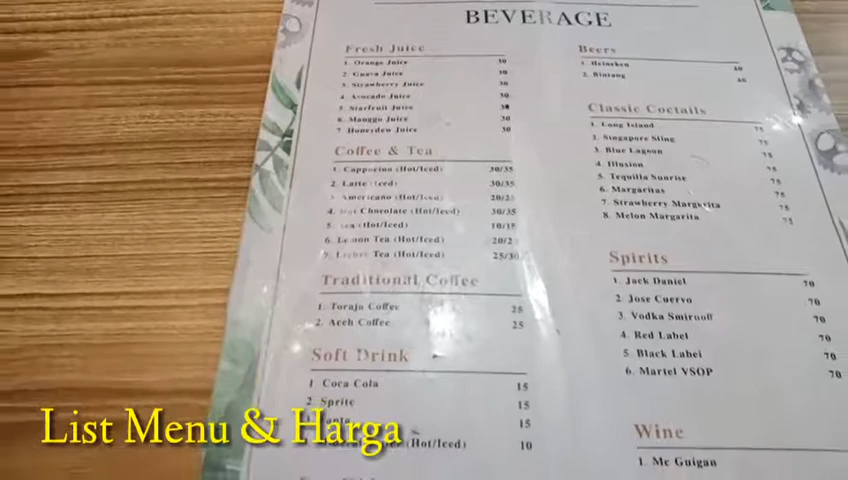 BEVERAGE
Fresh Juice
1. Orange Juice 30
2. Guava Juice 30
3. Strawberry Juice 30
4. Avocado Juice 30
5. Starfruit Juice 30
6. Manggo Juice 30
7. Honeydew Juice 30
Coffee & Tea
1. Cappucino (Hot/Iced) 30/35
2. Latte (Iced) 30/35
Americano (Hot/Iced) 20/25
4. Hot Chocolate (Hot/Iced) 30/35
5. Tea (Hot/Iced) 10/15
6. Lemon Tea (Hot/Iced)
Tea (Hot/Iced) 25/30
Traditional Coffee
1. Toraja Coffee 25
2. Aceh Coffee 25
Soft Drink
1 Coca Cola 15
2. Sprite 15
15
(Hot/Iced) 10
Beers
1. Heineken 40
2. Bintang 40
Classic Coctails
1. Long Island 75
2. Singapore Sling 75
3. Blue Lagoon 75
4. Illusion 75
5. Tequilla Sunrise 75
6. Margaritas 75
7. Strawberry Margerita 75
8. Melon Margarita 75
Spirits
1. Jack Daniel 70
2. Jose Cuervo 70
3. Vodka Smirnoff 70
4. Red Label 70
5. Black Label 70
6. Martel VSOP 70
Wine
1. Mc Guigan
List Menu & Harga